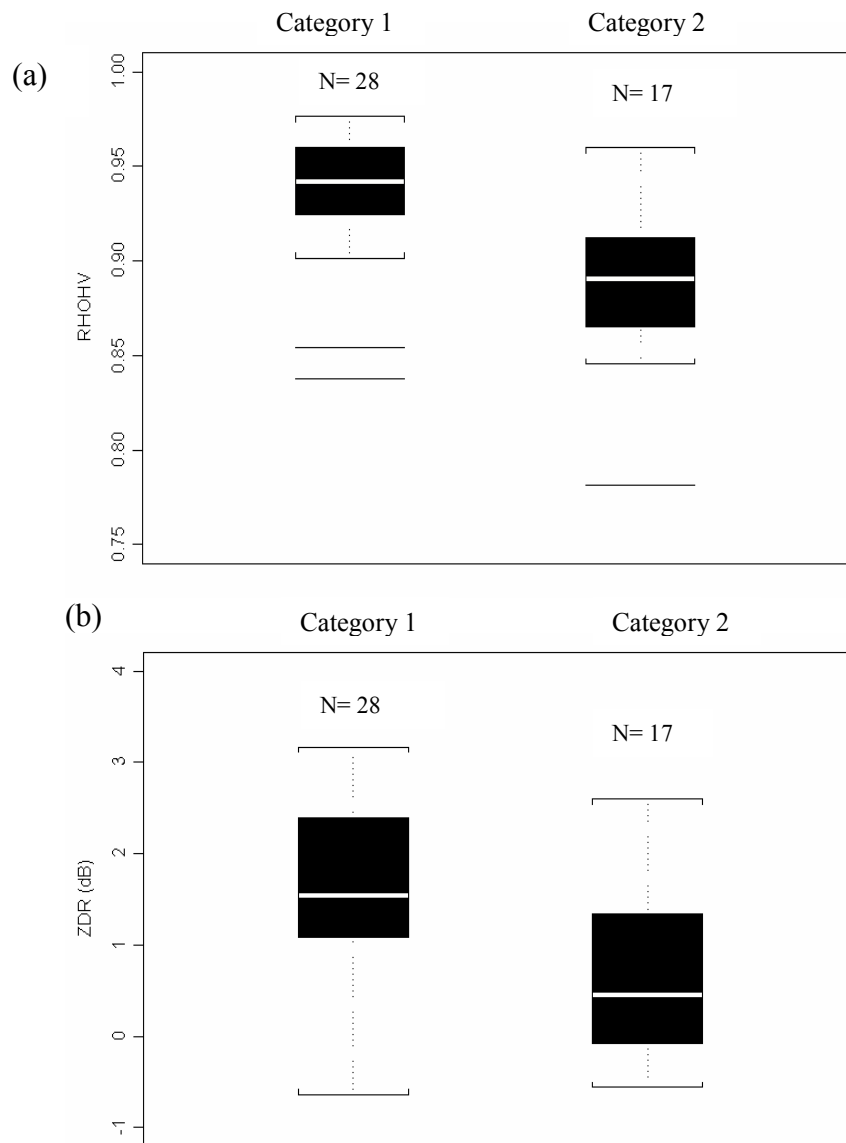 Category 1 Category 2
(a)
N= 28 N= 17
1.00
0.95
0.90
0.85
0.80
0.75
RHOHV
(b)
Category 1 Category 2
N= 28 N= 17
4
3
2
1
0
-1
ZDR (dB)